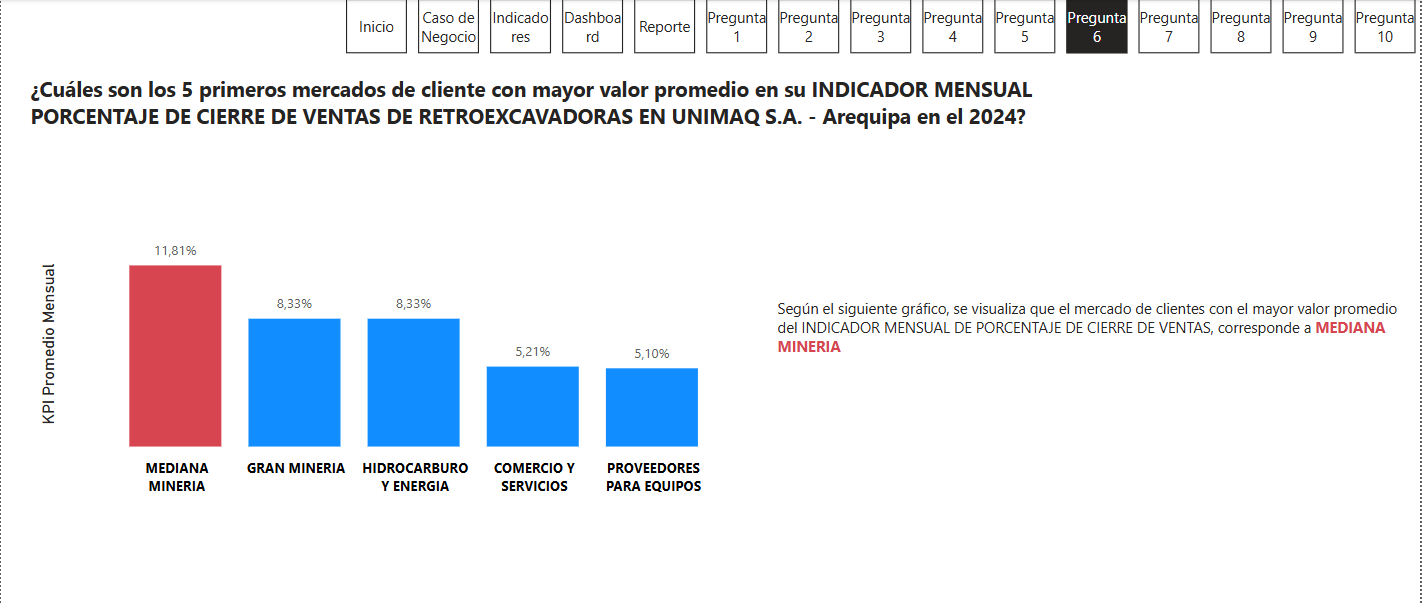 Inicio
Caso de
Negocio
Indicado
res
Dashboa
rd
Reporte
Pregunta
1
Pregunta
2
Pregunta
3
Pregunta
4
Pregunta
5
Pregunta
6
Pregunta
7
Pregunta
8
Pregunta
9
Pregunta
10
¿Cuáles son los 5 primeros mercados de cliente con mayor valor promedio en su INDICADOR MENSUAL
PORCENTAJE DE CIERRE DE VENTAS DE RETROEXCAVADORAS EN UNIMAQ S.A. - Arequipa en el 2024?
KPI Promedio Mensual
11,81%
8,33%
8,33%
5,21%
5,10%
MEDIANA
MINERIA
GRAN MINERIA
HIDROCARBURO
Y ENERGIA
COMERCIO Y
SERVICIOS
PROVEEDORES
PARA EQUIPOS
Según el siguiente gráfico, se visualiza que el mercado de clientes con el mayor valor promedio
del INDICADOR MENSUAL DE PORCENTAJE DE CIERRE DE VENTAS, corresponde a MEDIANA
MINERIA